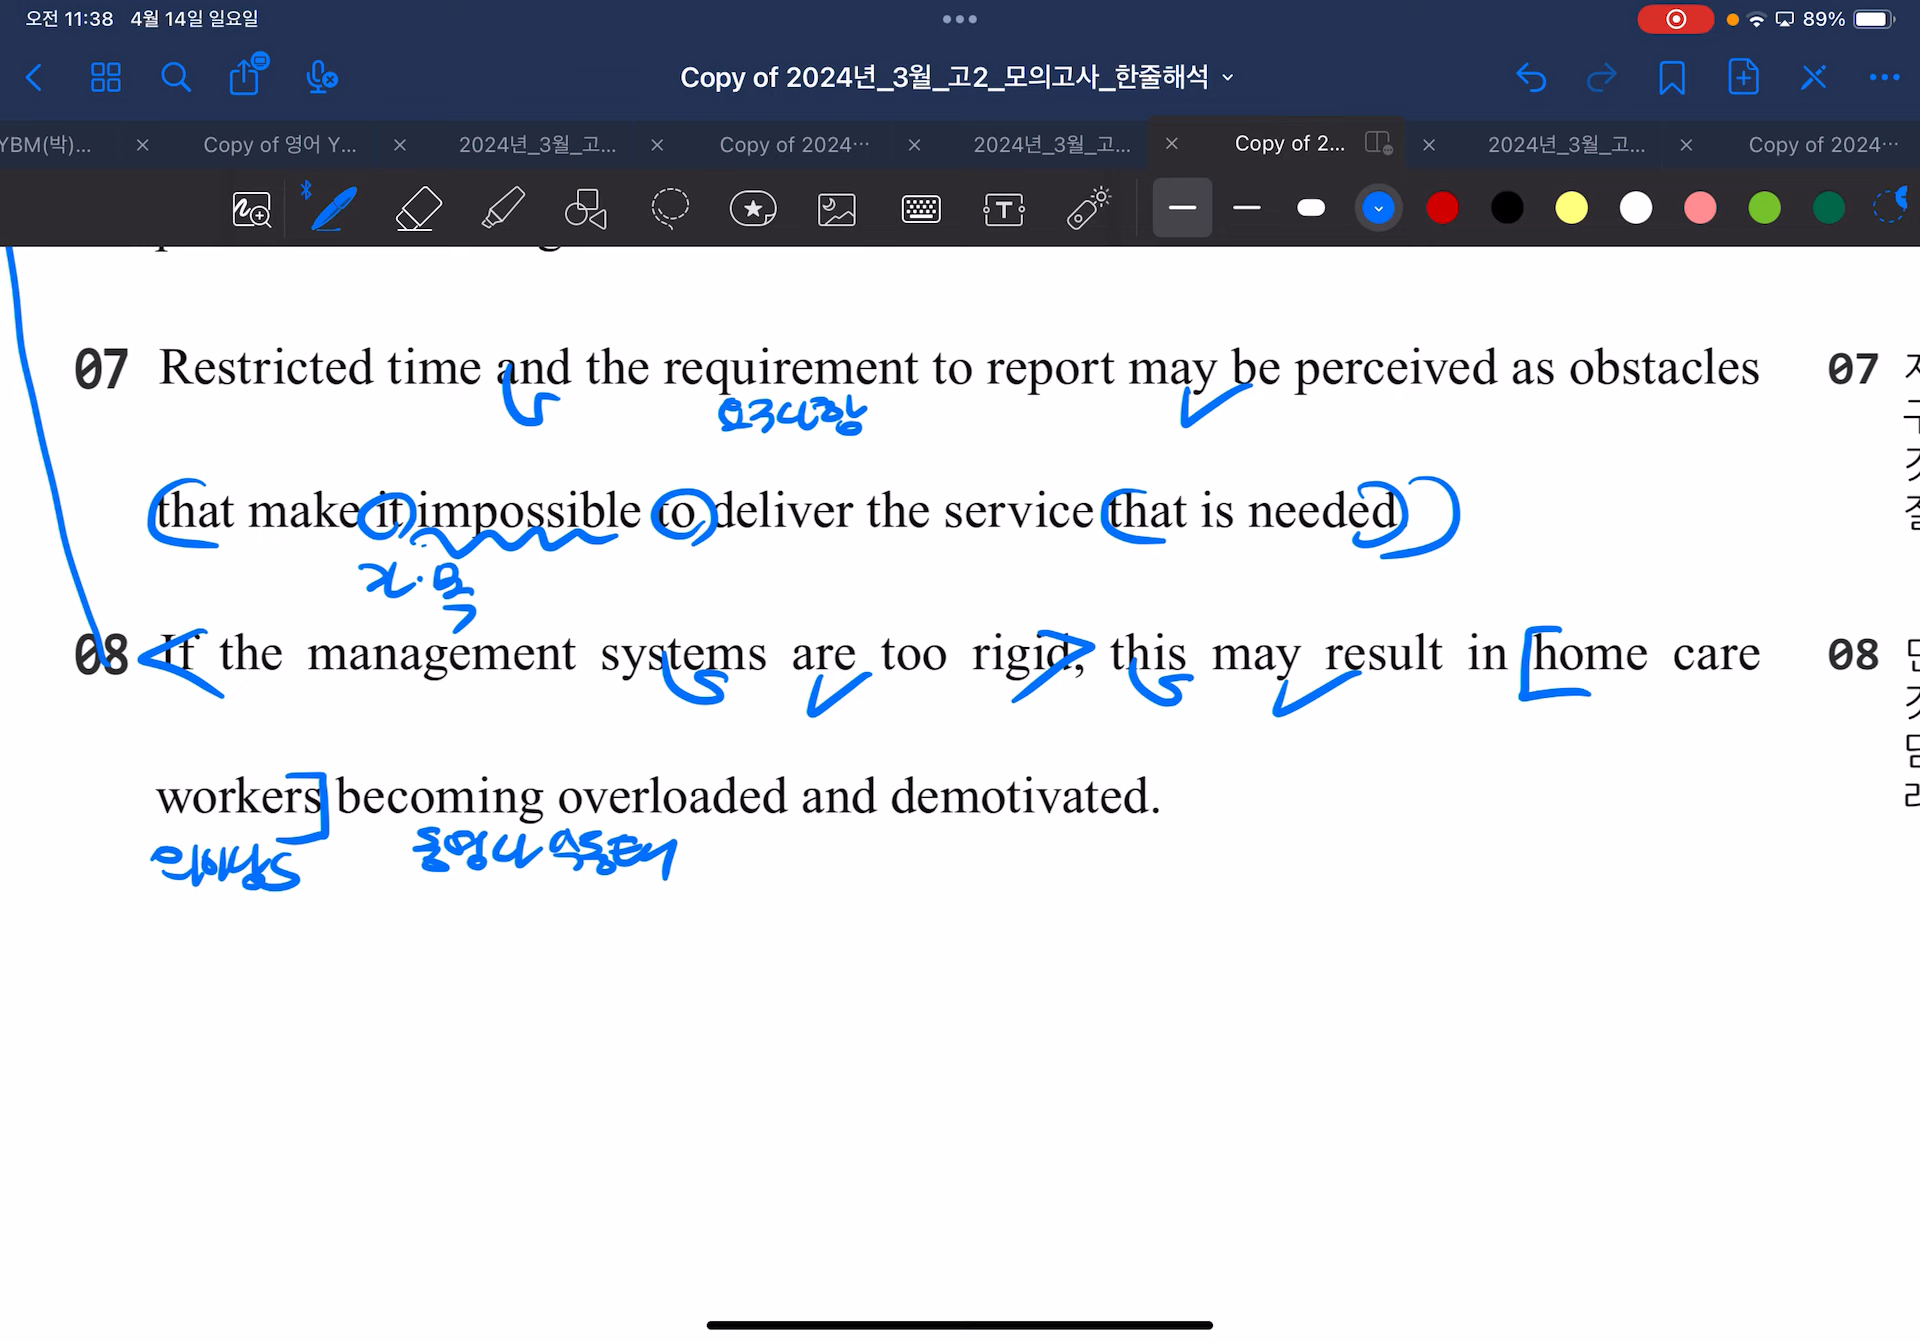 오전 11:38 4월 14일 일요일
89%
Copy of 2024년_3월_고2_모의고사_한줄해석
YBM(박)... Copy of 영어 Y... 2024년_3월_고... Copy of 2024... 2024년_3월_고... Copy of 2... 2024년_3월_고... Copy of 2024...
07 Restricted time and the requirement to report may be perceived as obstacles 07
S 요구사항
that make it impossible to deliver the service that is needed
가·목
08 If the management systems are too rigid, this may result in home care 08
S S
workers becoming overloaded and demotivated.
의미상S 동명사 수동태